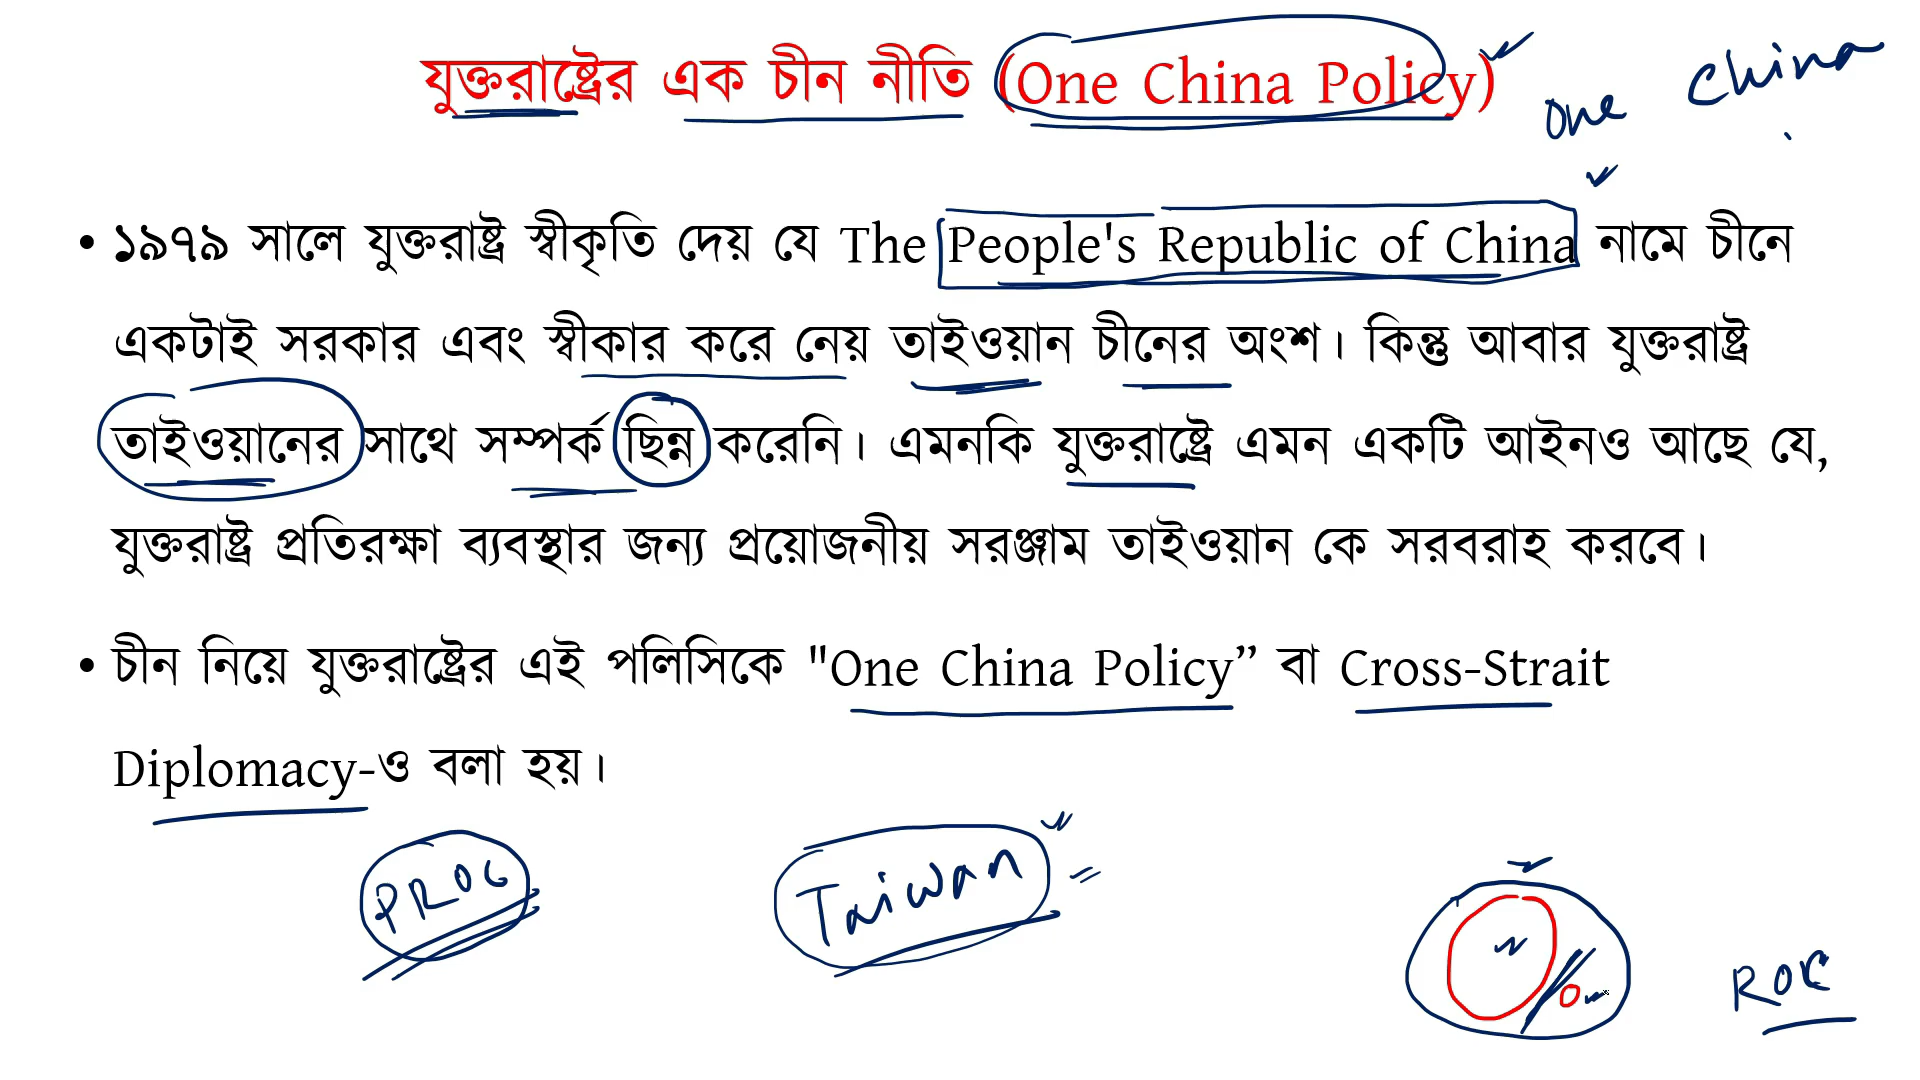 যুক্তরাষ্ট্রের এক চীন নীতি (One China Policy)
One China
• ১৯৭৯ সালে যুক্তরাষ্ট্র স্বীকৃতি দেয় যে The People's Republic of China নামে চীনে
একটাই সরকার এবং স্বীকার করে নেয় তাইওয়ান চীনের অংশ। কিন্তু আবার যুক্তরাষ্ট্র
তাইওয়ানের সাথে সম্পর্ক ছিন্ন করেনি। এমনকি যুক্তরাষ্ট্রে এমন একটি আইনও আছে যে,
যুক্তরাষ্ট্র প্রতিরক্ষা ব্যবস্থার জন্য প্রয়োজনীয় সরঞ্জাম তাইওয়ান কে সরবরাহ করবে।
• চীন নিয়ে যুক্তরাষ্ট্রের এই পলিসিকে "One China Policy” বা Cross-Strait
Diplomacy-ও বলা হয়।
PROC
Taiwan
ROC